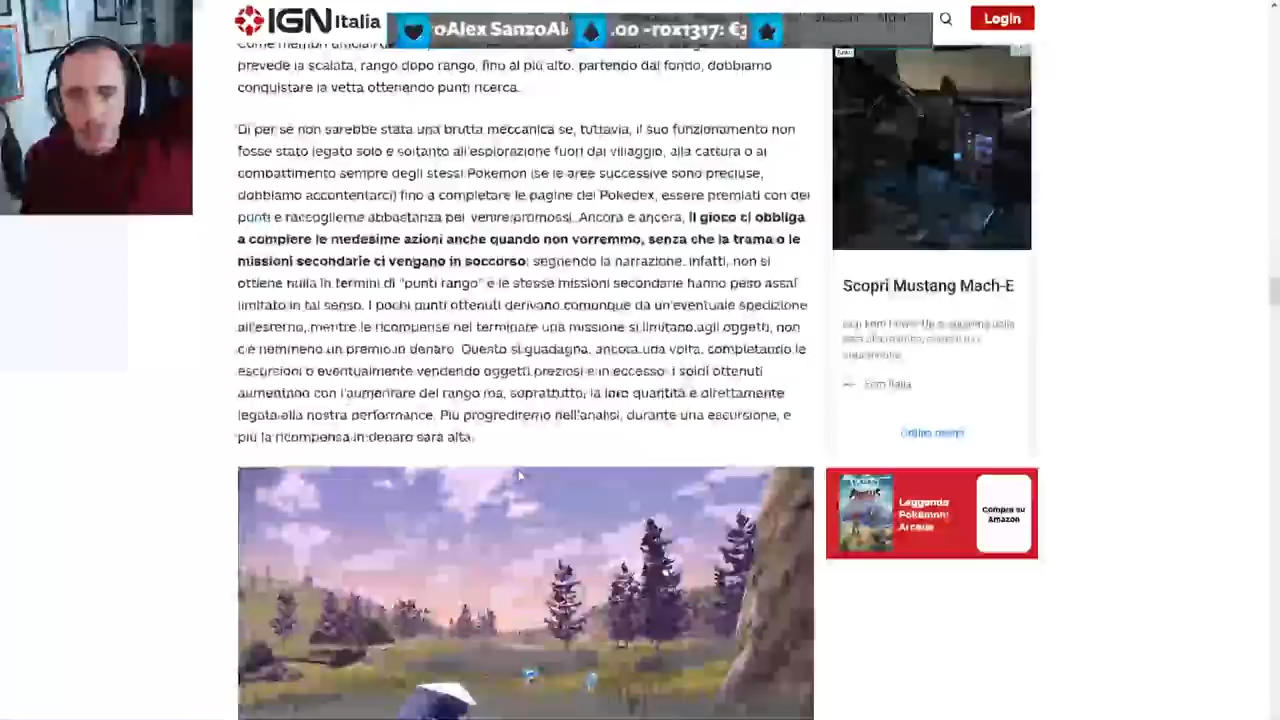 IGN Italia
oAlex SanzoAl
.00 -rox1317: €3
Login
prevede la scalata, rango dopo rango, fino al più alto. partendo dal fondo, dobbiamo
conquistare la vetta ottenendo punti ricerca.
Di per sé non sarebbe stata una brutta meccanica se, tuttavia, il suo funzionamento non
fosse stato legato solo e soltanto all'esplorazione fuori dal villaggio, alla cattura o al
combattimento sempre degli stessi Pokémon (se le aree successive sono precluse,
dobbiamo accontentarci) fino a completare le pagine del Pokédex, essere premiati con dei
punti e raccoglierne abbastanza per venire promossi. Ancora e ancora, il gioco ci obbliga
a compiere le medesime azioni anche quando non vorremmo, senza che la trama o le
missioni secondarie ci vengano in soccorso: seguendo la narrazione, infatti, non si
ottiene nulla in termini di "punti rango" e le stesse missioni secondarie hanno peso assai
limitato in tal senso. I pochi punti ottenuti derivano comunque da un'eventuale spedizione
all'esterno, mentre le ricompense nel terminare una missione si limitano agli oggetti, non
c'è nemmeno un premio in denaro. Questo si guadagna, ancora una volta, completando le
escursioni o eventualmente vendendo oggetti preziosi e in eccesso: i soldi ottenuti
aumentano con l'aumentare del rango ma, soprattutto, la loro quantità è direttamente
legata alla nostra performance. Più progrediremo nell'analisi, durante una escursione, e
più la ricompensa in denaro sarà alta.
Scopri Mustang Mach-E
Ford Italia
Ordina ora
Leggende
Pokémon:
Arceus
Compra su
Amazon